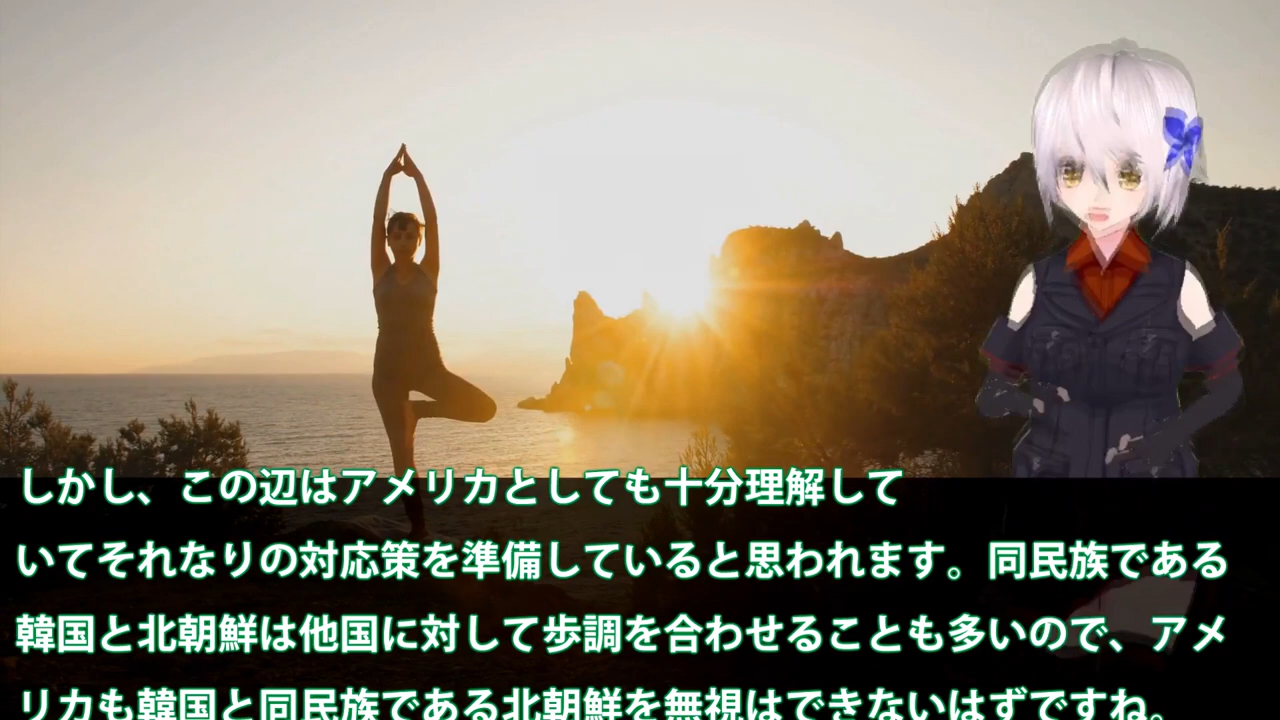 しかし、この辺はアメリカとしても十分理解して
いてそれなりの対応策を準備していると思われます。同民族である
韓国と北朝鮮は他国に対して歩調を合わせることも多いので、アメ
リカも韓国と同民族である北朝鮮を無視はできないはずですね。